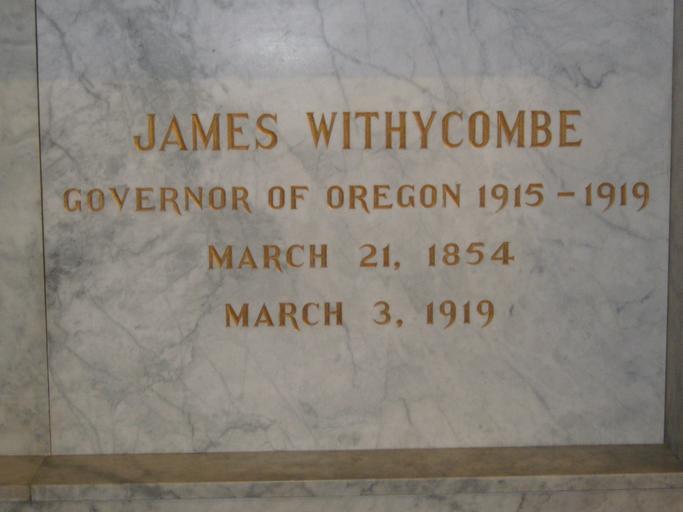 JAMES WITHYCOMBE
GOVERNOR OF OREGON 1915 – 1919
MARCH 21, 1854
MARCH 3, 1919